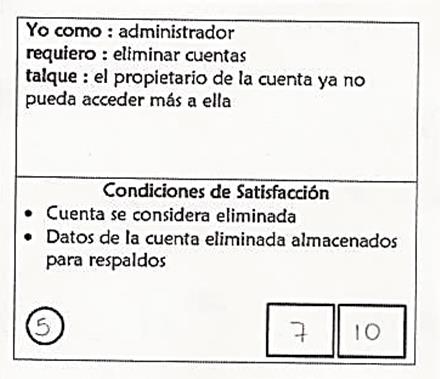 Yo como : administrador
requiero : eliminar cuentas
talque : el propietario de la cuenta ya no
pueda acceder más a ella
Condiciones de Satisfacción
• Cuenta se considera eliminada
• Datos de la cuenta eliminada almacenados
para respaldos
5
7 10